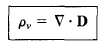 ρᵥ = ∇ · D